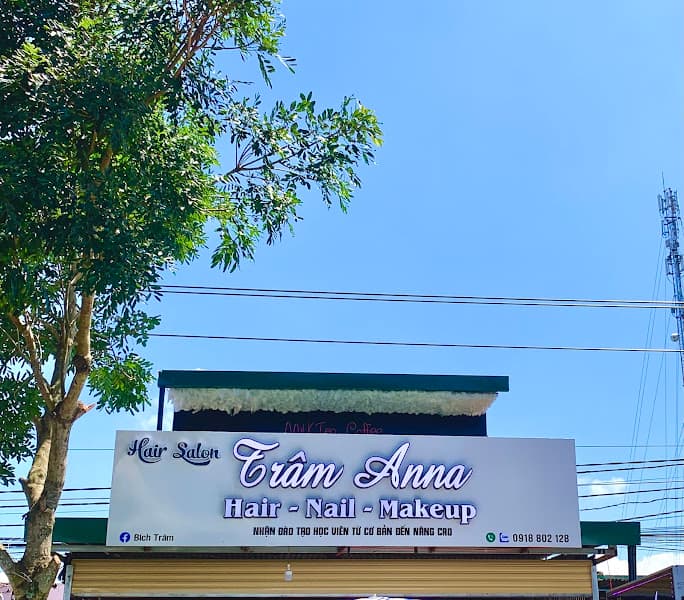 Hair Salon
Trâm Anna
Hair - Nail - Makeup
NHẬN ĐÀO TẠO HỌC VIÊN TỪ CƠ BẢN ĐẾN NÂNG CAO
Bích Trâm
0918 802 128
Coffee